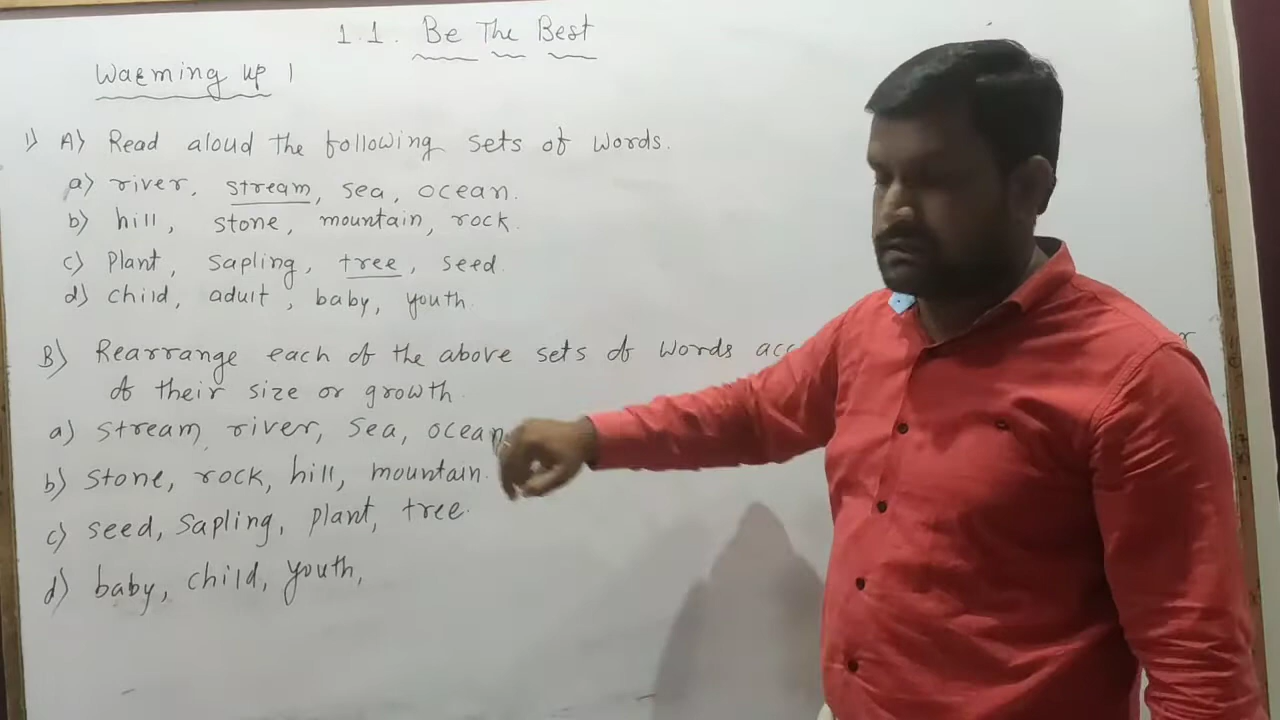 1.1. Be The Best
Warming up 1
1) A) Read aloud the following sets of words.
a) river, stream, sea, ocean.
b) hill, stone, mountain, rock.
c) Plant, sapling, tree, seed.
d) child, adult, baby, youth.
B) Rearrange each of the above sets of words
of their size or growth.
a) stream, river, sea, ocean
b) stone, rock, hill, mountain.
c) seed, sapling, plant, tree.
d) baby, child, youth,